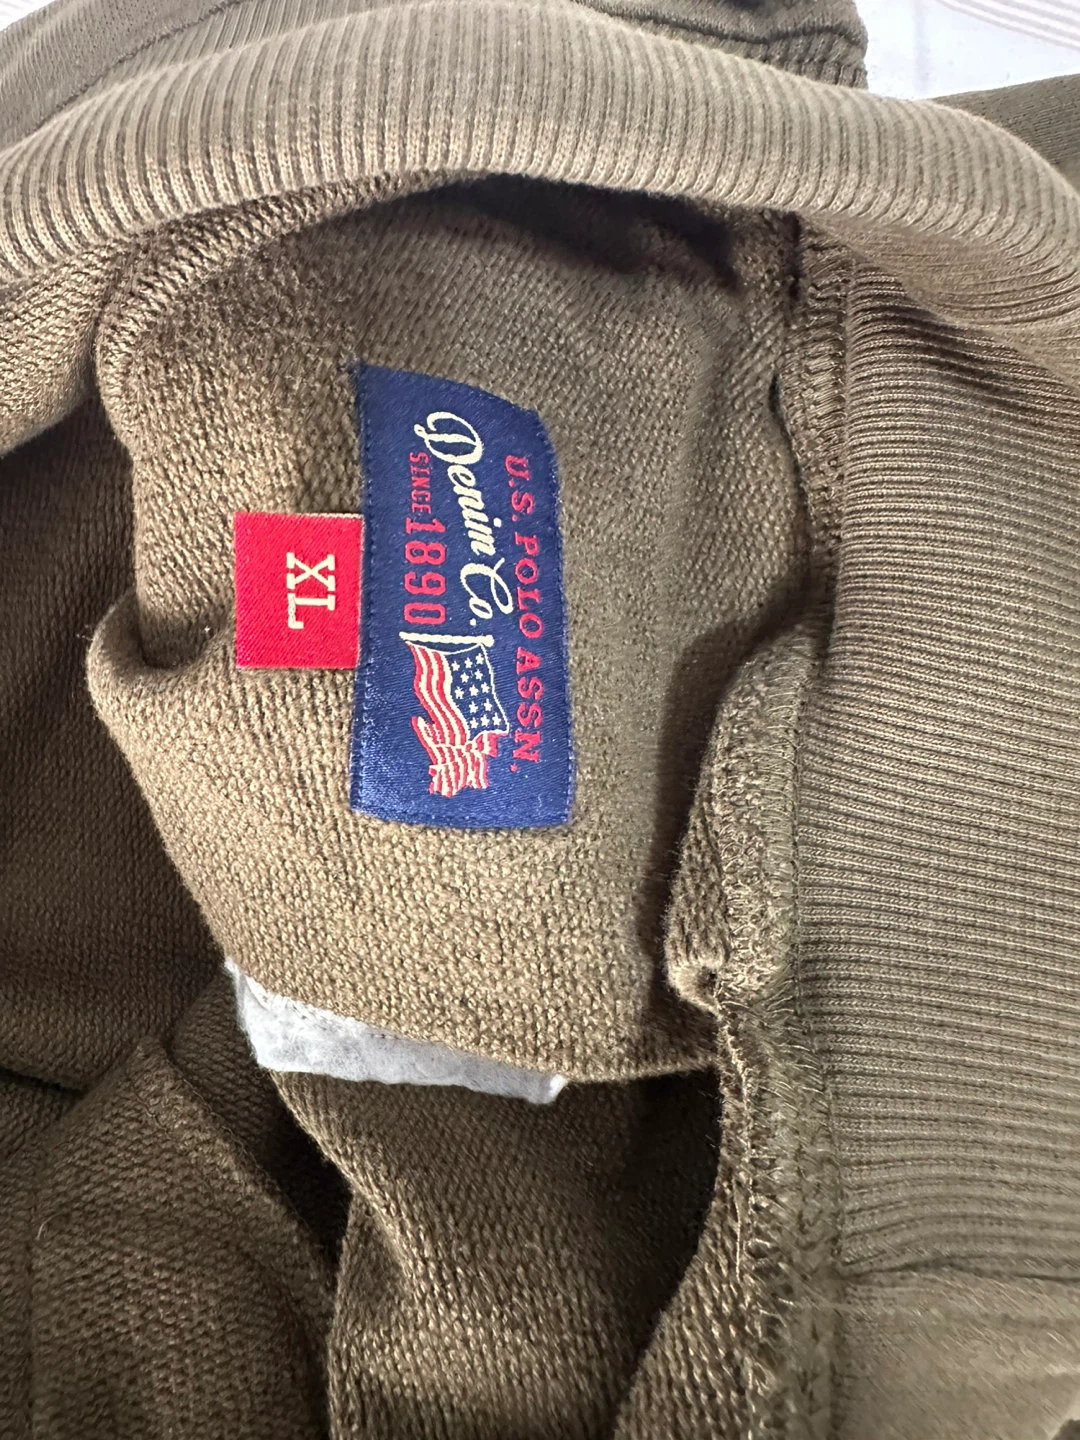 U.S. POLO ASSN.
Denim Co.
SINCE 1890
XL